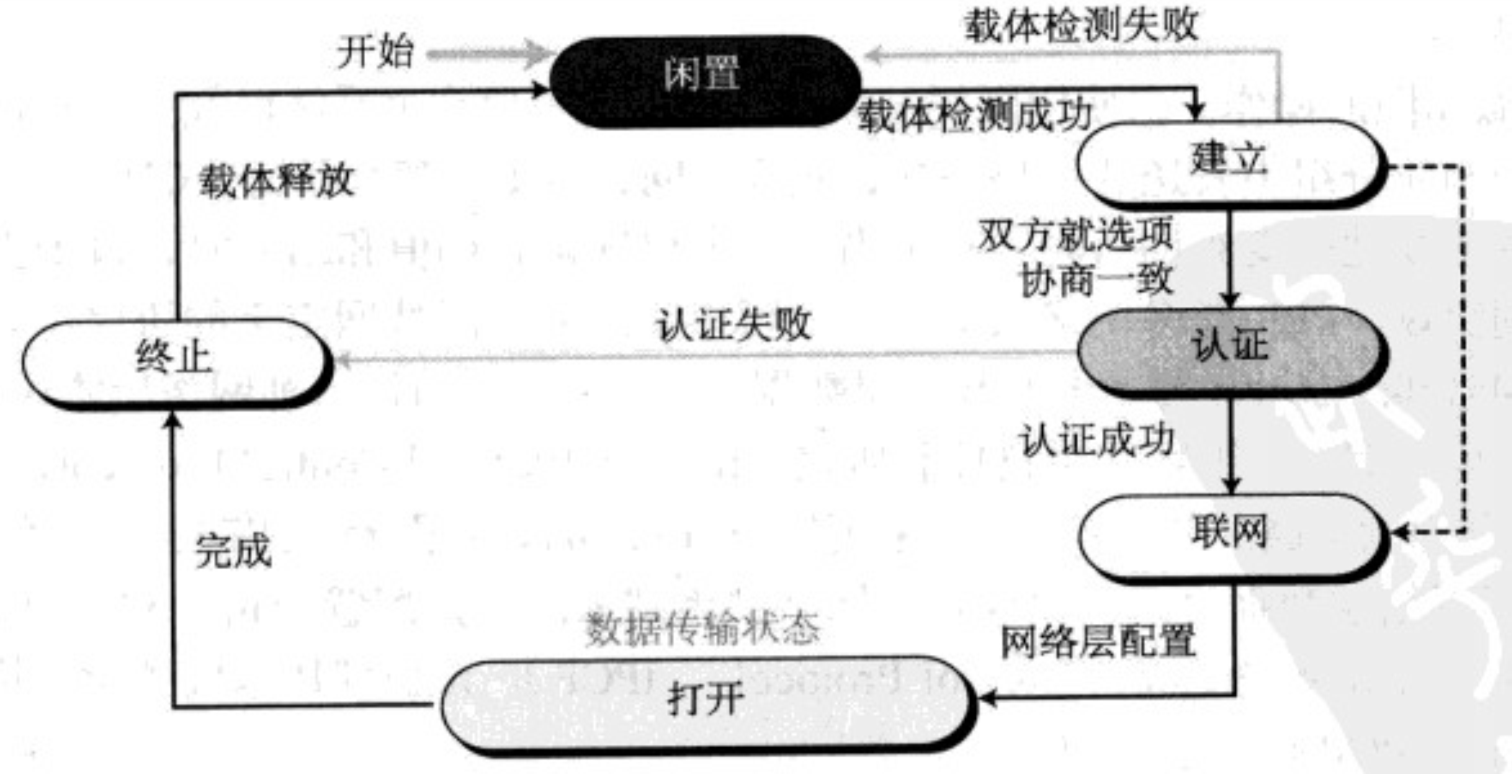 开始
闲置
载体检测失败
载体检测成功
建立
载体释放
双方就选项
协商一致
认证失败
终止
认证
认证成功
联网
完成
数据传输状态
网络层配置
打开